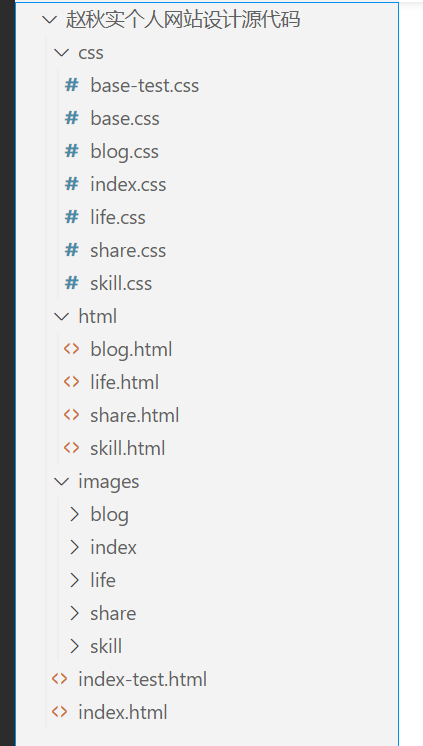 赵秋实个人网站设计源代码
css
# base-test.css
# base.css
# blog.css
# index.css
# life.css
# share.css
# skill.css
html
<> blog.html
<> life.html
<> share.html
<> skill.html
images
blog
index
life
share
skill
<> index-test.html
<> index.html